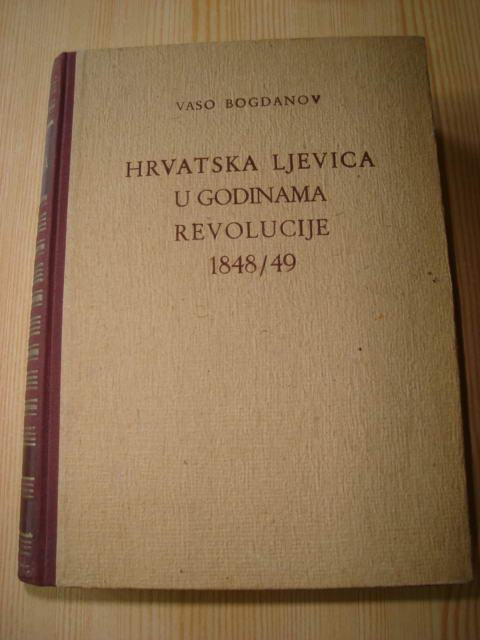 VASO BOGDANOV
HRVATSKA LJEVICA
U GODINAMA
REVOLUCIJE
1848/49